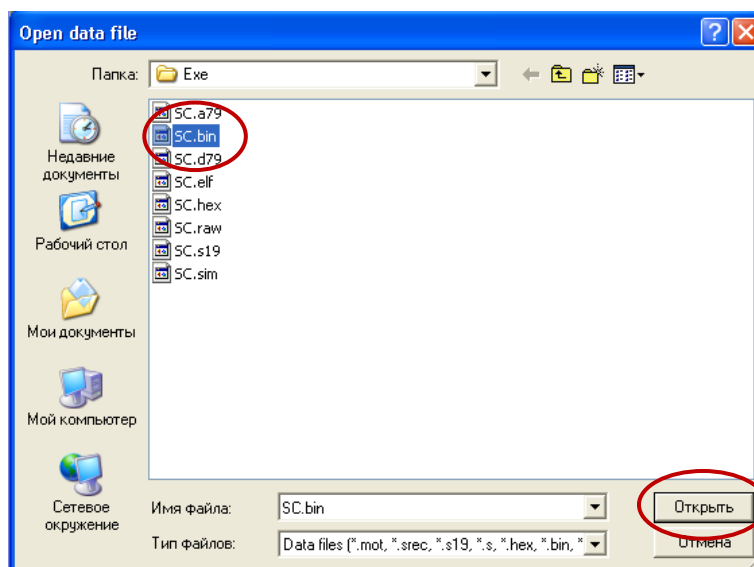 Open data file
Папка: Exe
SC.a79
SC.bin
SC.d79
SC.elf
SC.hex
SC.raw
SC.s19
SC.sim
Недавние
документы
Рабочий стол
Мои документы
Мой компьютер
Сетевое
окружение
Имя файла: SC.bin Открыть
Тип файлов: Data files (*.mot, *.srec, *.s19, *.s, *.hex, *.bin, * Отмена